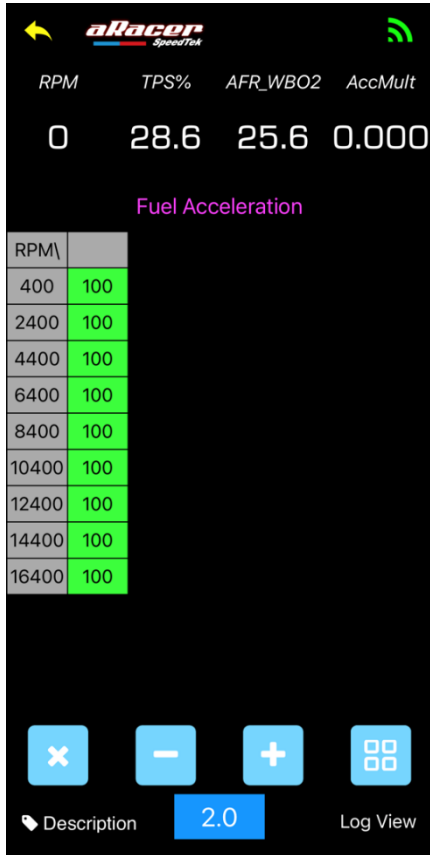 aRacer
SpeedTek
RPM TPS% AFR_WBO2 AccMult
0 28.6 25.6 0.000
Fuel Acceleration
RPM\
400 100
2400 100
4400 100
6400 100
8400 100
10400 100
12400 100
14400 100
16400 100
Description 2.0 Log View